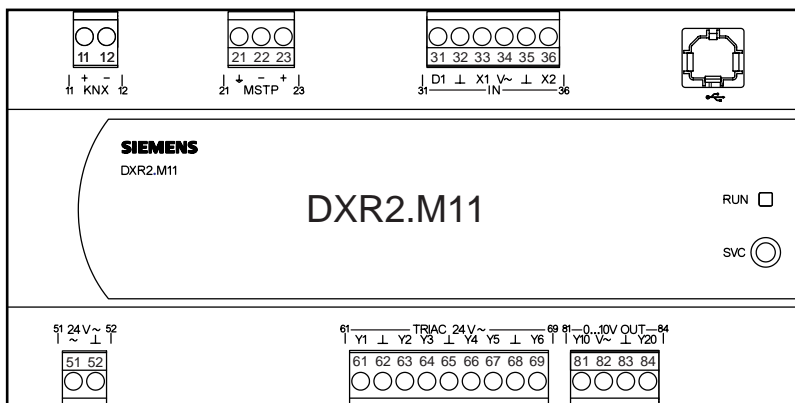 11 12
+ −
11 KNX 12
21 22 23
⏚ − +
21 MSTP 23
31 32 33 34 35 36
D1 ⊥ X1 V~ ⊥ X2
31 IN 36
SIEMENS
DXR2.M11
DXR2.M11
RUN
SVC
51 24 V~ 52
~ ⊥
51 52
61 TRIAC 24 V~ 69
Y1 ⊥ Y2 Y3 ⊥ Y4 Y5 ⊥ Y6
61 62 63 64 65 66 67 68 69
81 0...10V OUT 84
Y10 V~ ⊥ Y20
81 82 83 84